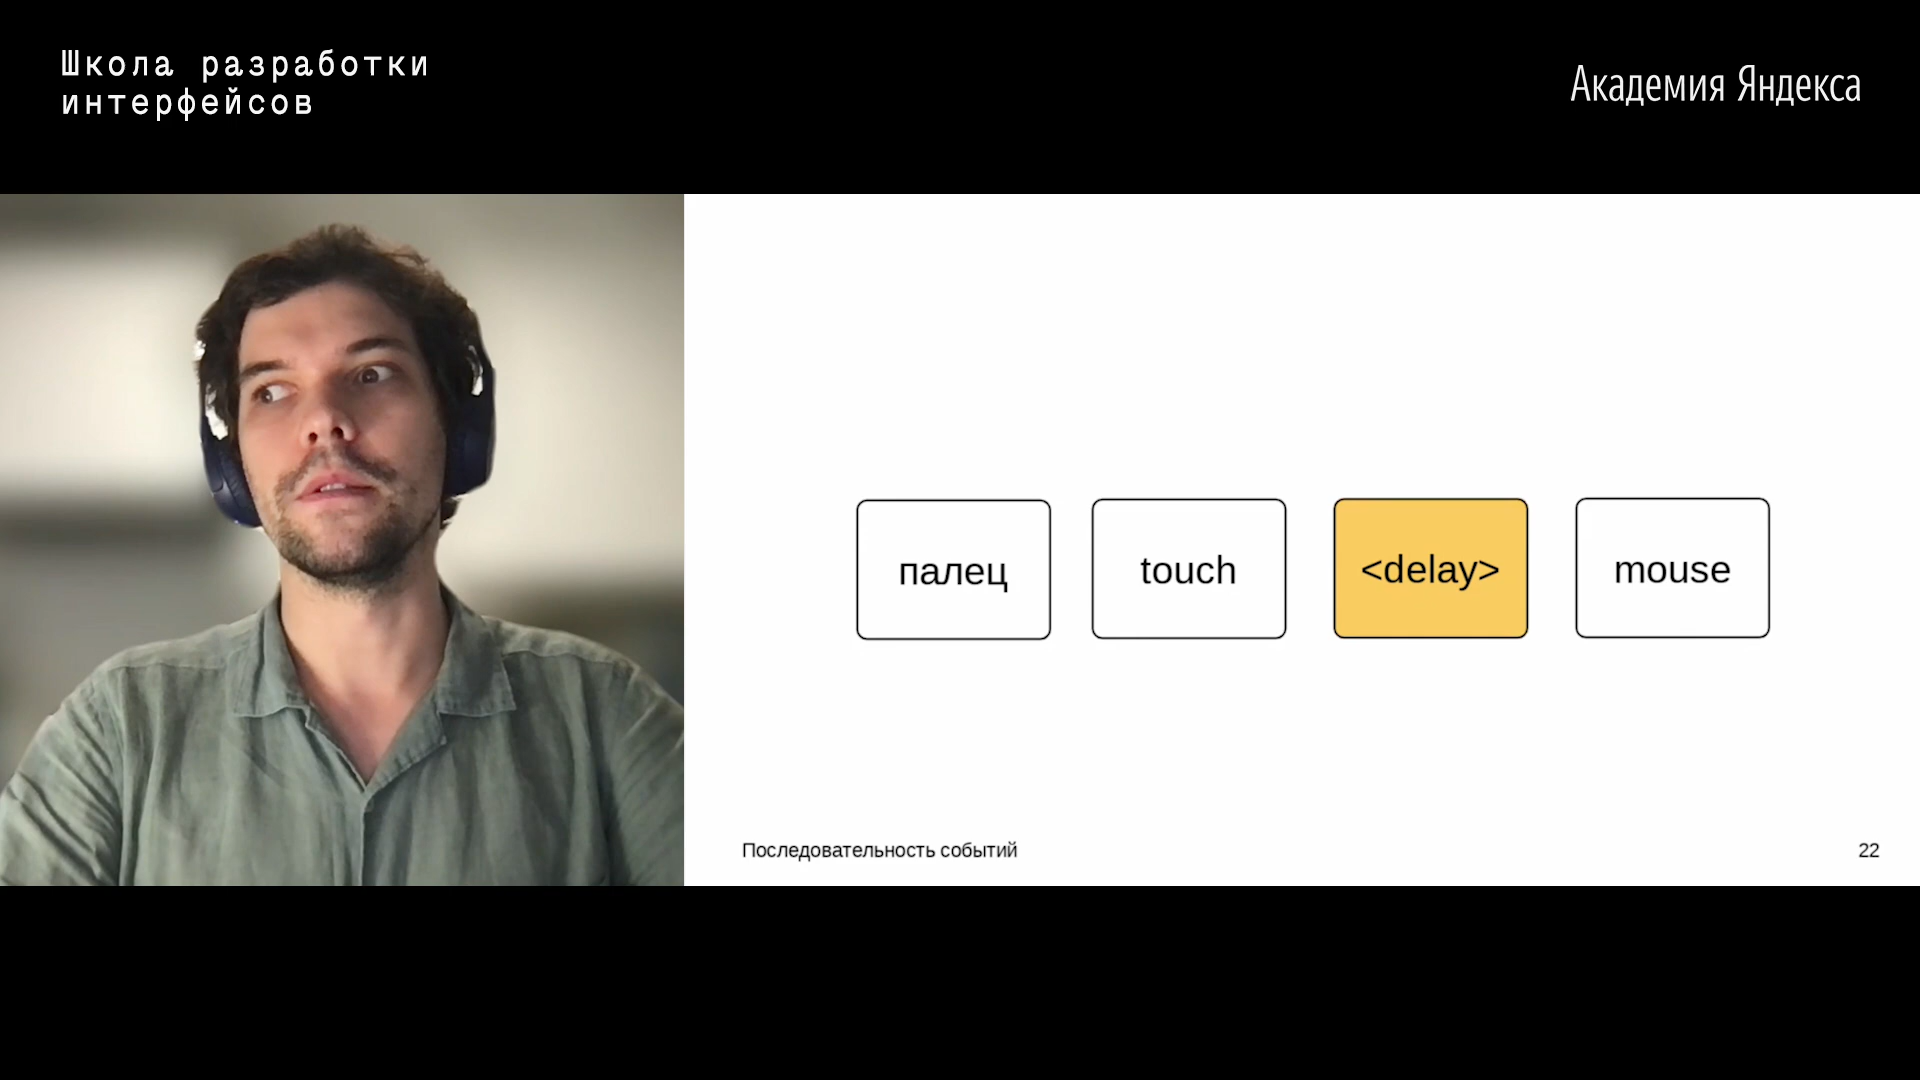 Школа разработки
интерфейсов
Академия Яндекса
палец
touch
<delay>
mouse
Последовательность событий
22